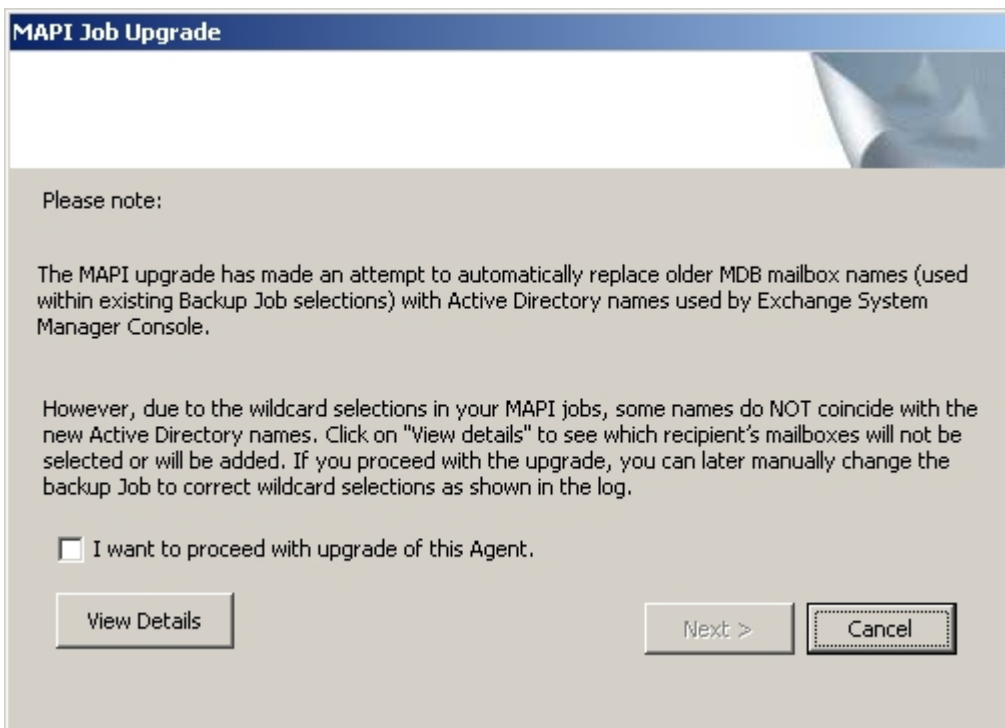 MAPI Job Upgrade
Please note:
The MAPI upgrade has made an attempt to automatically replace older MDB mailbox names (used
within existing Backup Job selections) with Active Directory names used by Exchange System
Manager Console.
However, due to the wildcard selections in your MAPI jobs, some names do NOT coincide with the
new Active Directory names. Click on "View details" to see which recipient's mailboxes will not be
selected or will be added. If you proceed with the upgrade, you can later manually change the
backup Job to correct wildcard selections as shown in the log.
I want to proceed with upgrade of this Agent.
View Details
Next >
Cancel